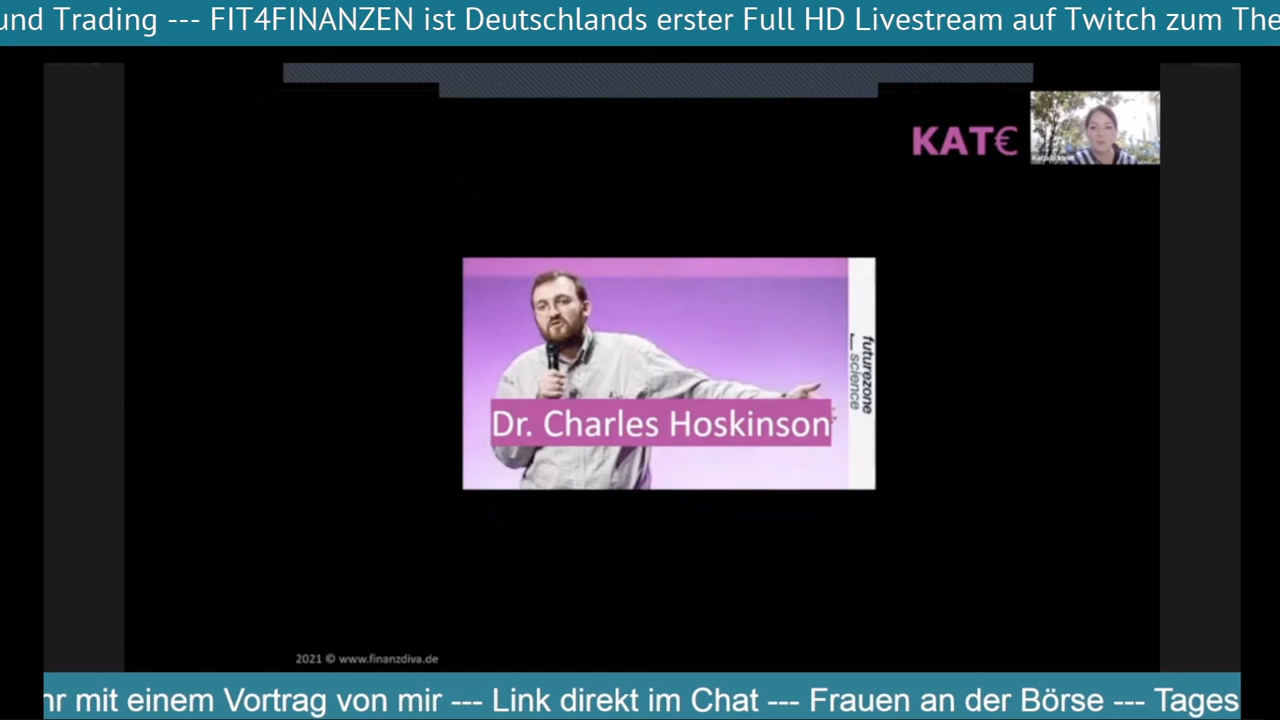 und Trading --- FIT4FINANZEN ist Deutschlands erster Full HD Livestream auf Twitch zum The
KAT€
futurezone
science
Dr. Charles Hoskinson
2021 © www.finanzdiva.de
hr mit einem Vortrag von mir --- Link direkt im Chat --- Frauen an der Börse --- Tages